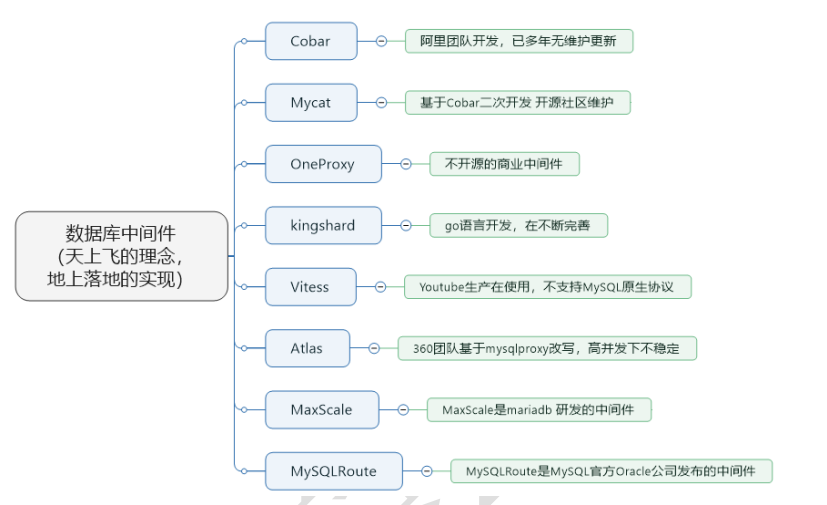 数据库中间件
（天上飞的理念，
地上落地的实现）
Cobar
阿里团队开发，已多年无维护更新
Mycat
基于Cobar二次开发 开源社区维护
OneProxy
不开源的商业中间件
kingshard
go语言开发，在不断完善
Vitess
Youtube生产在使用，不支持MySQL原生协议
Atlas
360团队基于mysqlproxy改写，高并发下不稳定
MaxScale
MaxScale是mariadb 研发的中间件
MySQLRoute
MySQLRoute是MySQL官方Oracle公司发布的中间件